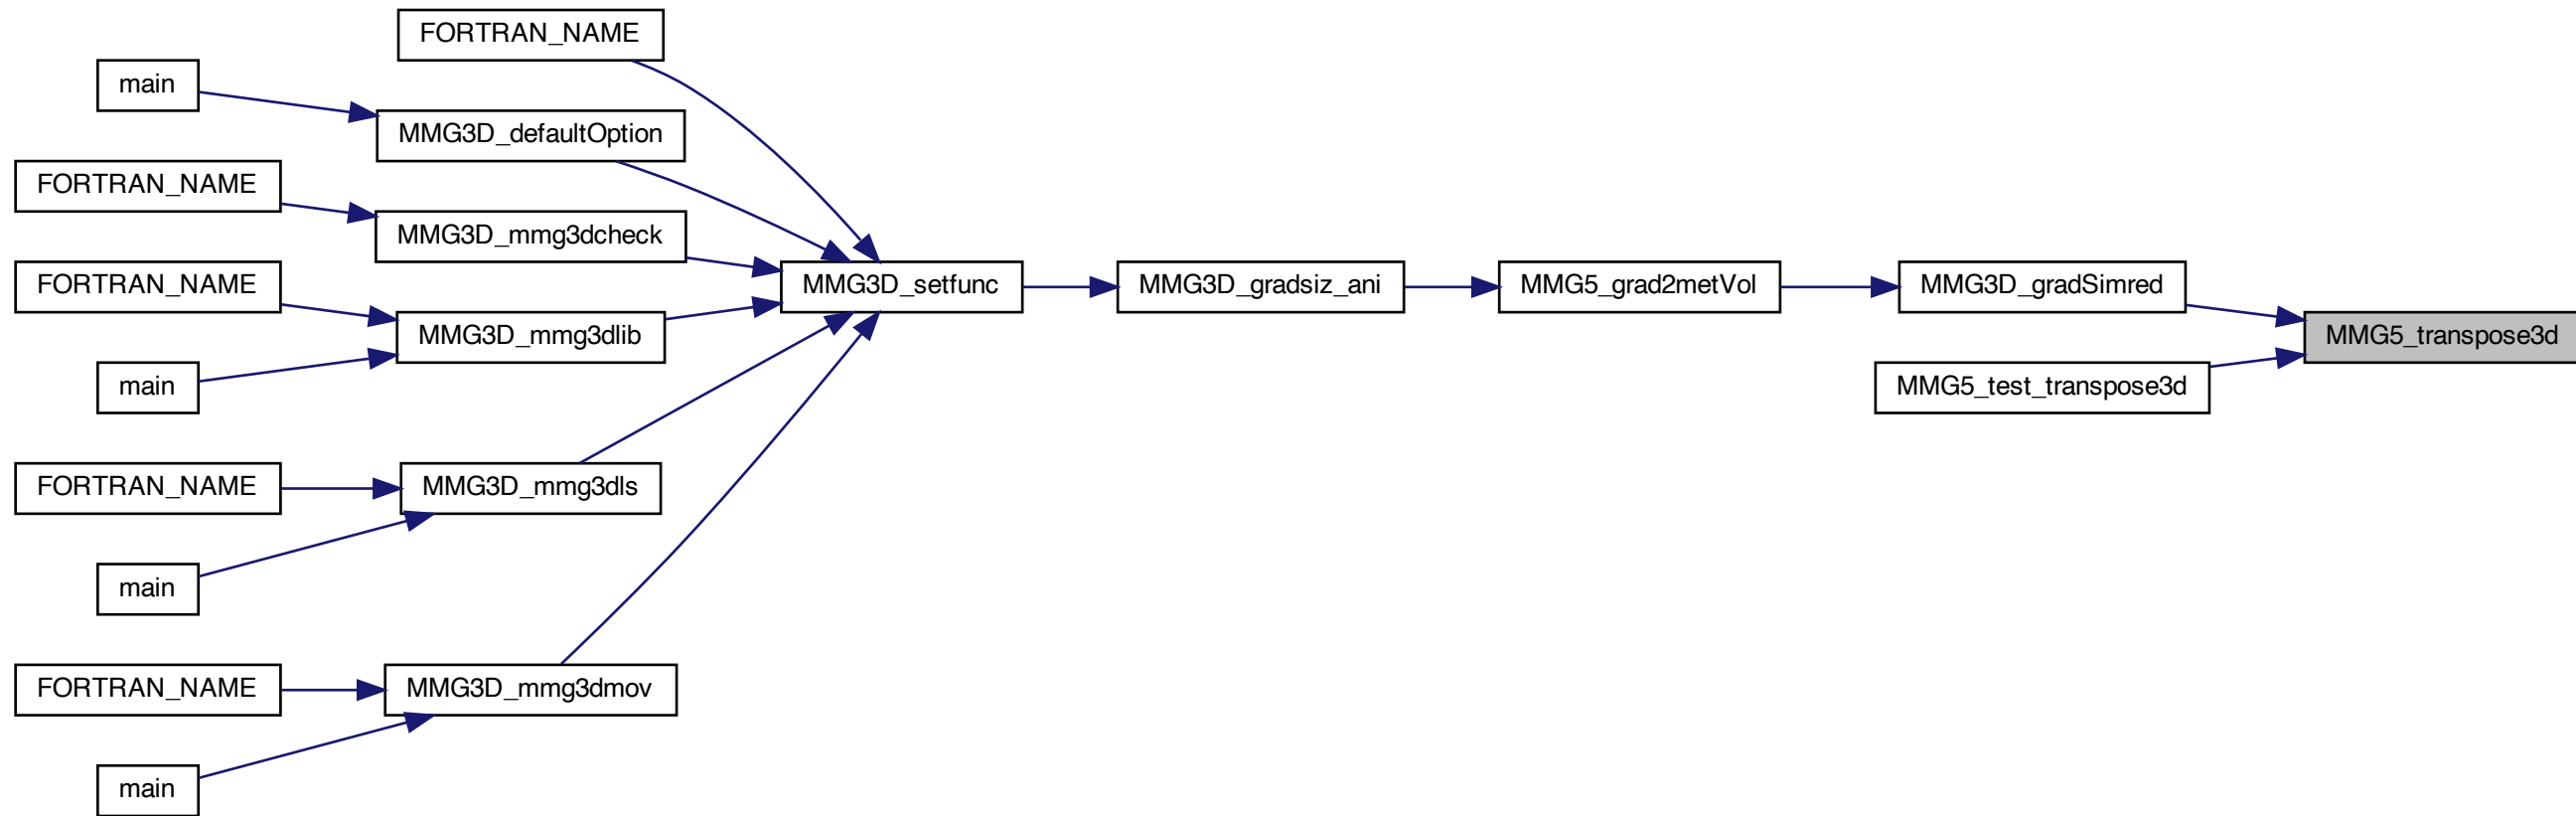 FORTRAN_NAME
main
MMG3D_defaultOption
FORTRAN_NAME
MMG3D_mmg3dcheck
FORTRAN_NAME
MMG3D_setfunc
MMG3D_gradsiz_ani
MMG5_grad2metVol
MMG3D_gradSimred
MMG3D_mmg3dlib
MMG5_transpose3d
main
MMG5_test_transpose3d
FORTRAN_NAME
MMG3D_mmg3dls
main
FORTRAN_NAME
MMG3D_mmg3dmov
main